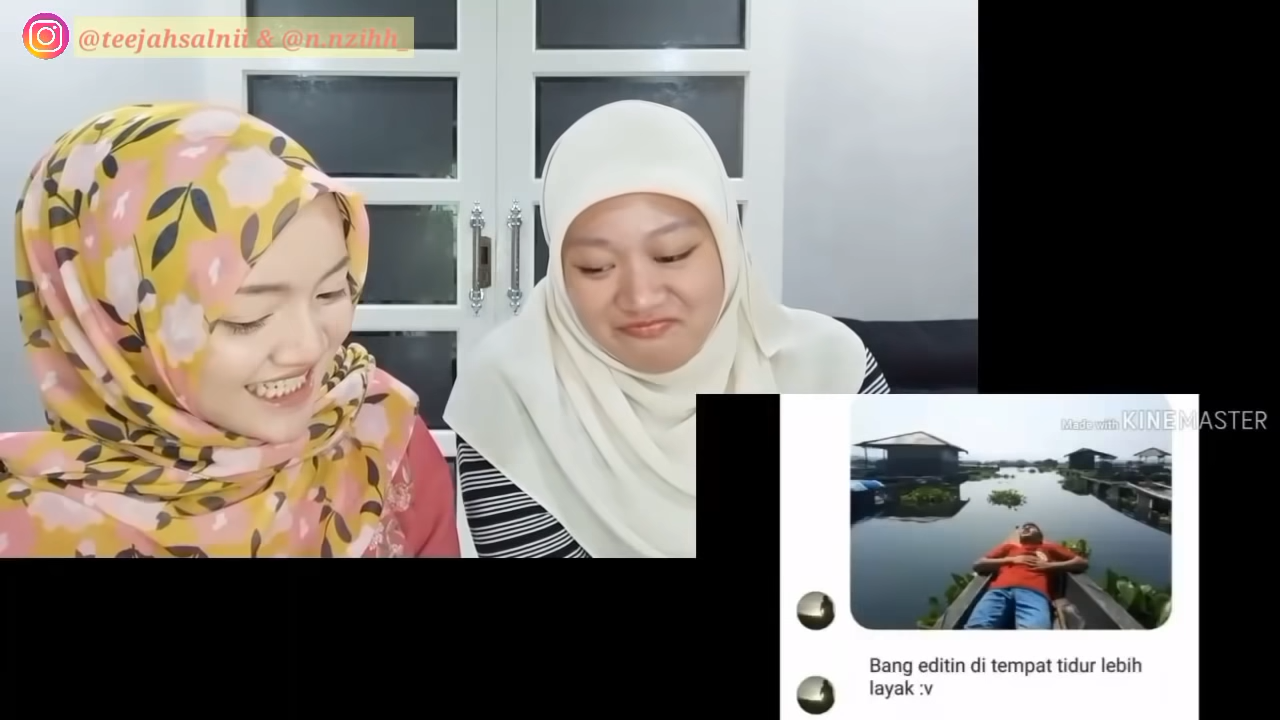 @teejahsalnii & @n.nzihh_
Made with KINEMASTER
Bang editin di tempat tidur lebih
layak :v